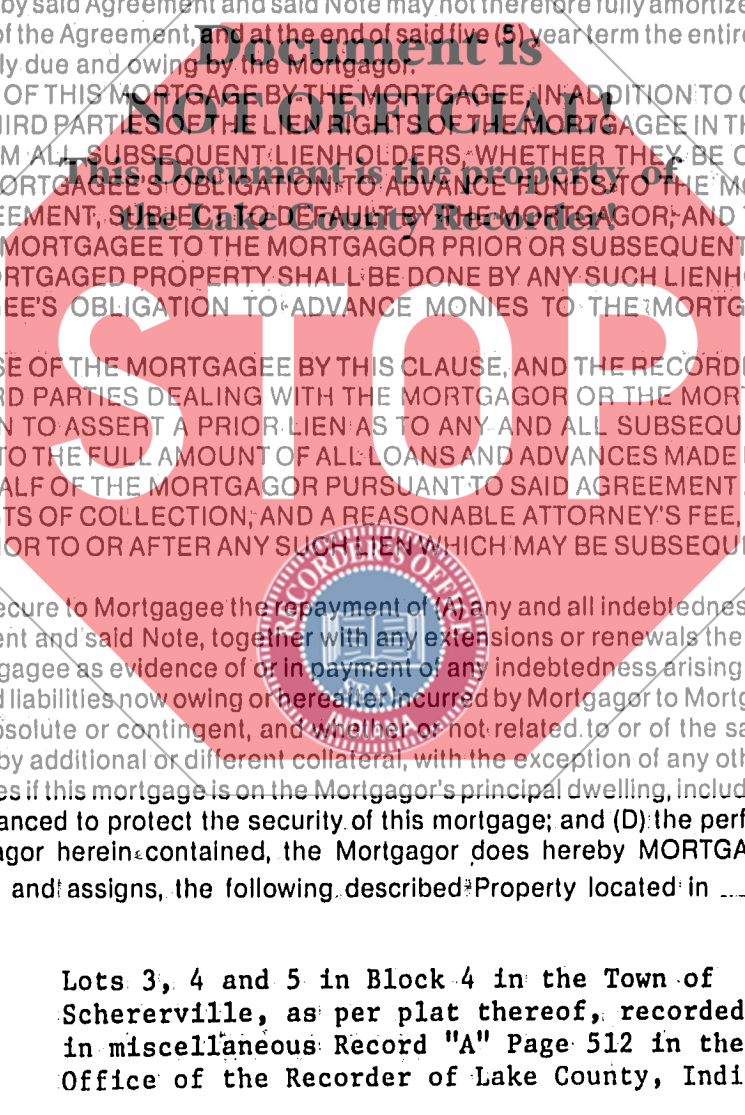 by said Agreement and said Note may not therefore fully amortize
of the Agreement, and at the end of said five (5) year term the entire
ly due and owing by the Mortgagor.
Document is
OF THIS MORTGAGE BY THE MORTGAGEE, IN ADDITION TO
NOT OFFICIAL!
HIRD PARTIES OF THE LIEN RIGHTS OF THE MORTGAGEE IN TH
M ALL SUBSEQUENT LIENHOLDERS, WHETHER THEY BE
This Document is the property of
ORTGAGEE'S OBLIGATION TO ADVANCE FUNDS TO THE MO
EEMENT, SUBJECT TO DEFAULT BY THE MORTGAGOR, AND
the Lake County Recorder!
MORTGAGEE TO THE MORTGAGOR PRIOR OR SUBSEQUENT
RTGAGED PROPERTY SHALL BE DONE BY ANY SUCH LIENH
EE'S OBLIGATION TO ADVANCE MONIES TO THE MORTG
STOP
SE OF THE MORTGAGEE BY THIS CLAUSE, AND THE RECORDI
RD PARTIES DEALING WITH THE MORTGAGOR OR THE MOR
N TO ASSERT A PRIOR LIEN AS TO ANY AND ALL SUBSEQU
TO THE FULL AMOUNT OF ALL LOANS AND ADVANCES MADE
ALF OF THE MORTGAGOR PURSUANT TO SAID AGREEMENT
TS OF COLLECTION, AND A REASONABLE ATTORNEY'S FEE,
IOR TO OR AFTER ANY SUCH LIEN WHICH MAY BE SUBSEQU
RECORDER'S OFFICE
SEAL
INDIANA
ecure to Mortgagee the repayment of (A) any and all indebtednes
ent and said Note, together with any extensions or renewals the
gagee as evidence of or in payment of any indebtedness arising
d liabilities now owing or hereafter incurred by Mortgagor to Mortg
bsolute or contingent, and whether or not related to or of the sa
by additional or different collateral, with the exception of any oth
es if this mortgage is on the Mortgagor's principal dwelling, includ
anced to protect the security of this mortgage; and (D) the perf
agor herein contained, the Mortgagor does hereby MORTGA
and assigns, the following described Property located in
Lots 3, 4 and 5 in Block 4 in the Town of
Schererville, as per plat thereof, recorded
in miscellaneous Record "A" Page 512 in the
Office of the Recorder of Lake County, Indi